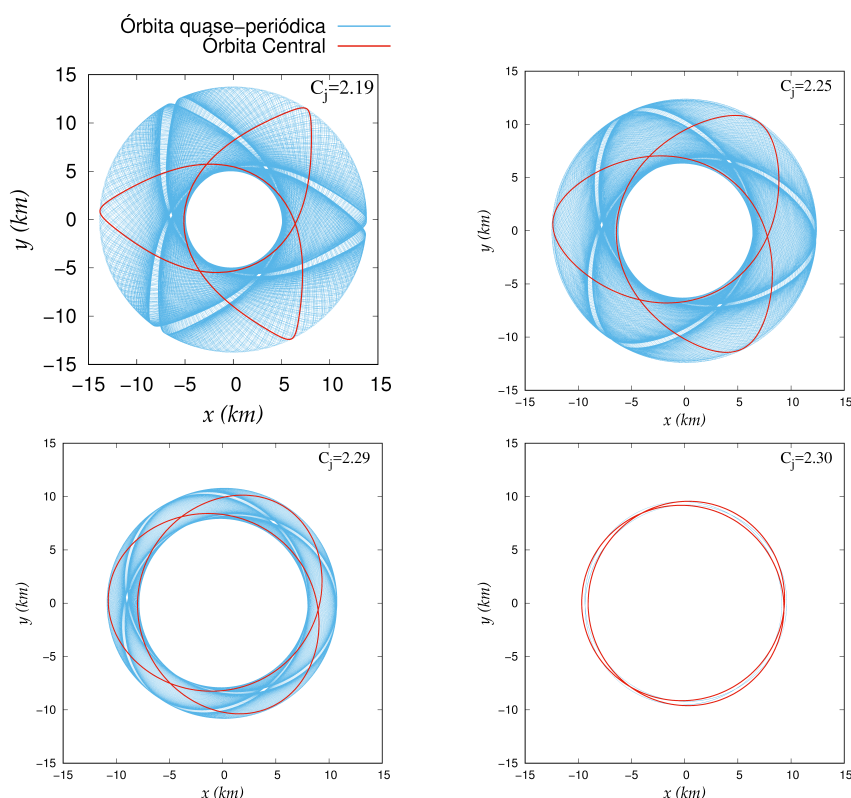 Órbita quase−periódica
Órbita Central
C_j=2.19
15
10
5
0
−5
−10
−15
−15 −10 −5 0 5 10 15
y (km)
x (km)
C_j=2.25
15
10
5
0
−5
−10
−15
−15 −10 −5 0 5 10 15
y (km)
x (km)
C_j=2.29
15
10
5
0
−5
−10
−15
−15 −10 −5 0 5 10 15
y (km)
x (km)
C_j=2.30
15
10
5
0
−5
−10
−15
−15 −10 −5 0 5 10 15
y (km)
x (km)